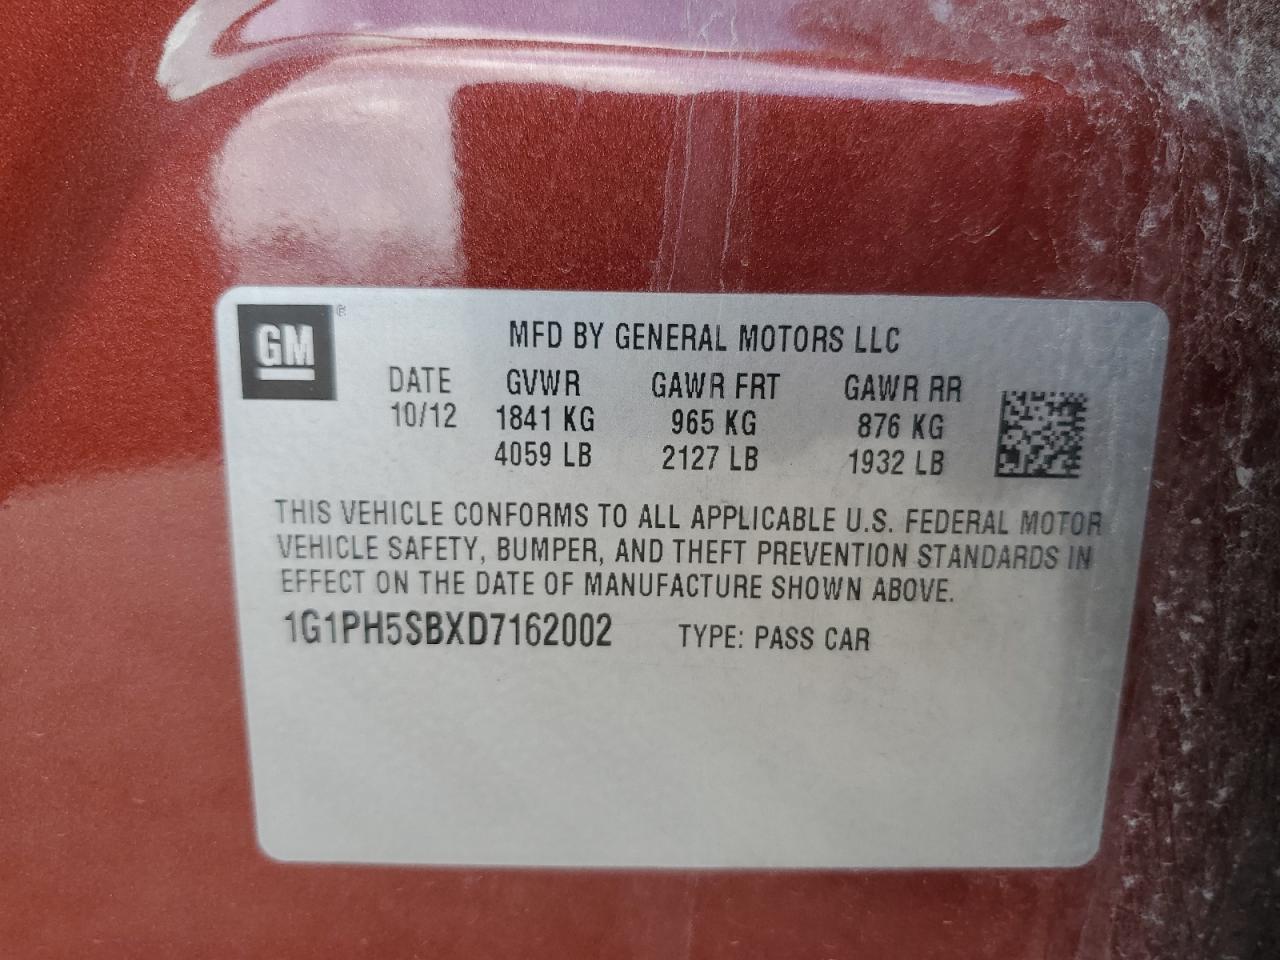 GM®
MFD BY GENERAL MOTORS LLC
DATE GVWR GAWR FRT GAWR RR
10/12 1841 KG 965 KG 876 KG
4059 LB 2127 LB 1932 LB
THIS VEHICLE CONFORMS TO ALL APPLICABLE U.S. FEDERAL MOTOR
VEHICLE SAFETY, BUMPER, AND THEFT PREVENTION STANDARDS IN
EFFECT ON THE DATE OF MANUFACTURE SHOWN ABOVE.
1G1PH5SBXD7162002 TYPE: PASS CAR